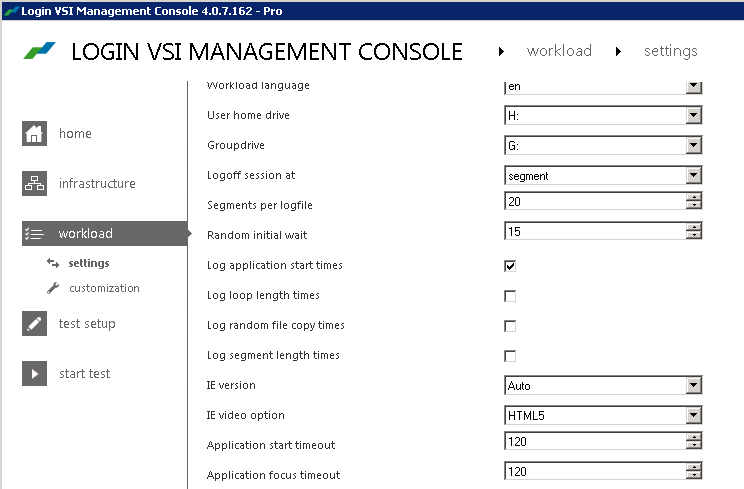 Login VSI Management Console 4.0.7.162 - Pro
LOGIN VSI MANAGEMENT CONSOLE workload settings
Workload language en
User home drive H:
home
Groupdrive G:
Logoff session at segment
infrastructure
Segments per logfile 20
workload
Random initial wait 15
settings
Log application start times
customization
Log loop length times
test setup
Log random file copy times
Log segment length times
start test
IE version Auto
IE video option HTML5
Application start timeout 120
Application focus timeout 120